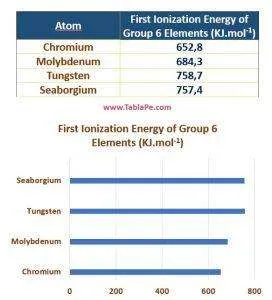 Atom First Ionization Energy of
Group 6 Elements (KJ.mol⁻¹)
Chromium 652,8
Molybdenum 684,3
Tungsten 758,7
Seaborgium 757,4
www.TablaPe.com
First Ionization Energy of Group 6
Elements (KJ.mol⁻¹)
Seaborgium
Tungsten
Molybdenum
Chromium
0 200 400 600 800